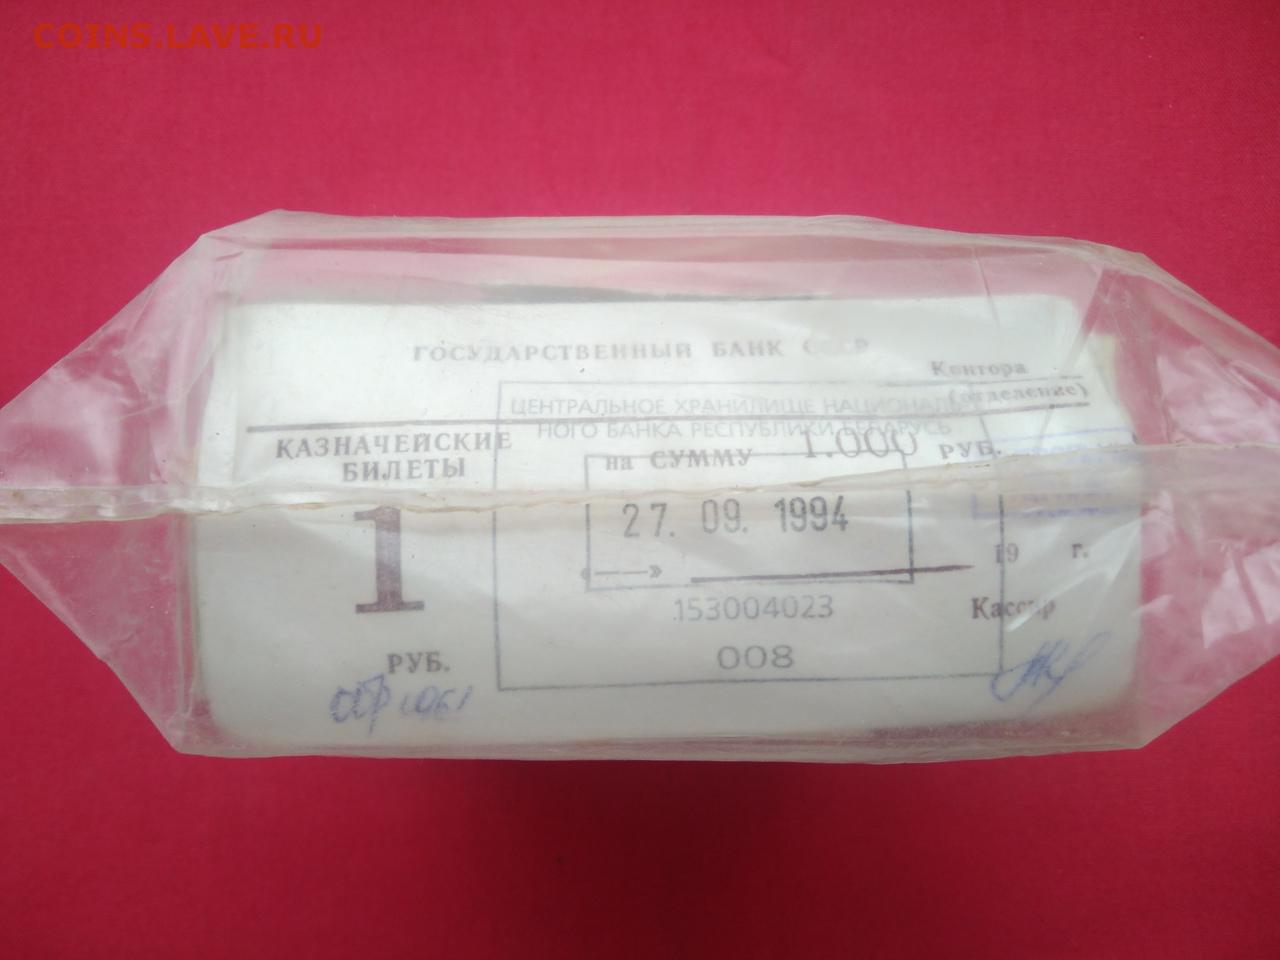 COINS.LAVE.RU
ГОСУДАРСТВЕННЫЙ БАНК СССР
Контора
(отделение)
ЦЕНТРАЛЬНОЕ ХРАНИЛИЩЕ НАЦИОНАЛЬ-
НОГО БАНКА РЕСПУБЛИКИ БЕЛАРУСЬ
КАЗНАЧЕЙСКИЕ
БИЛЕТЫ
на СУММУ 1.000 РУБ.
27. 09. 1994
1
«—» 19 г.
153004023
Кассир
008
РУБ.